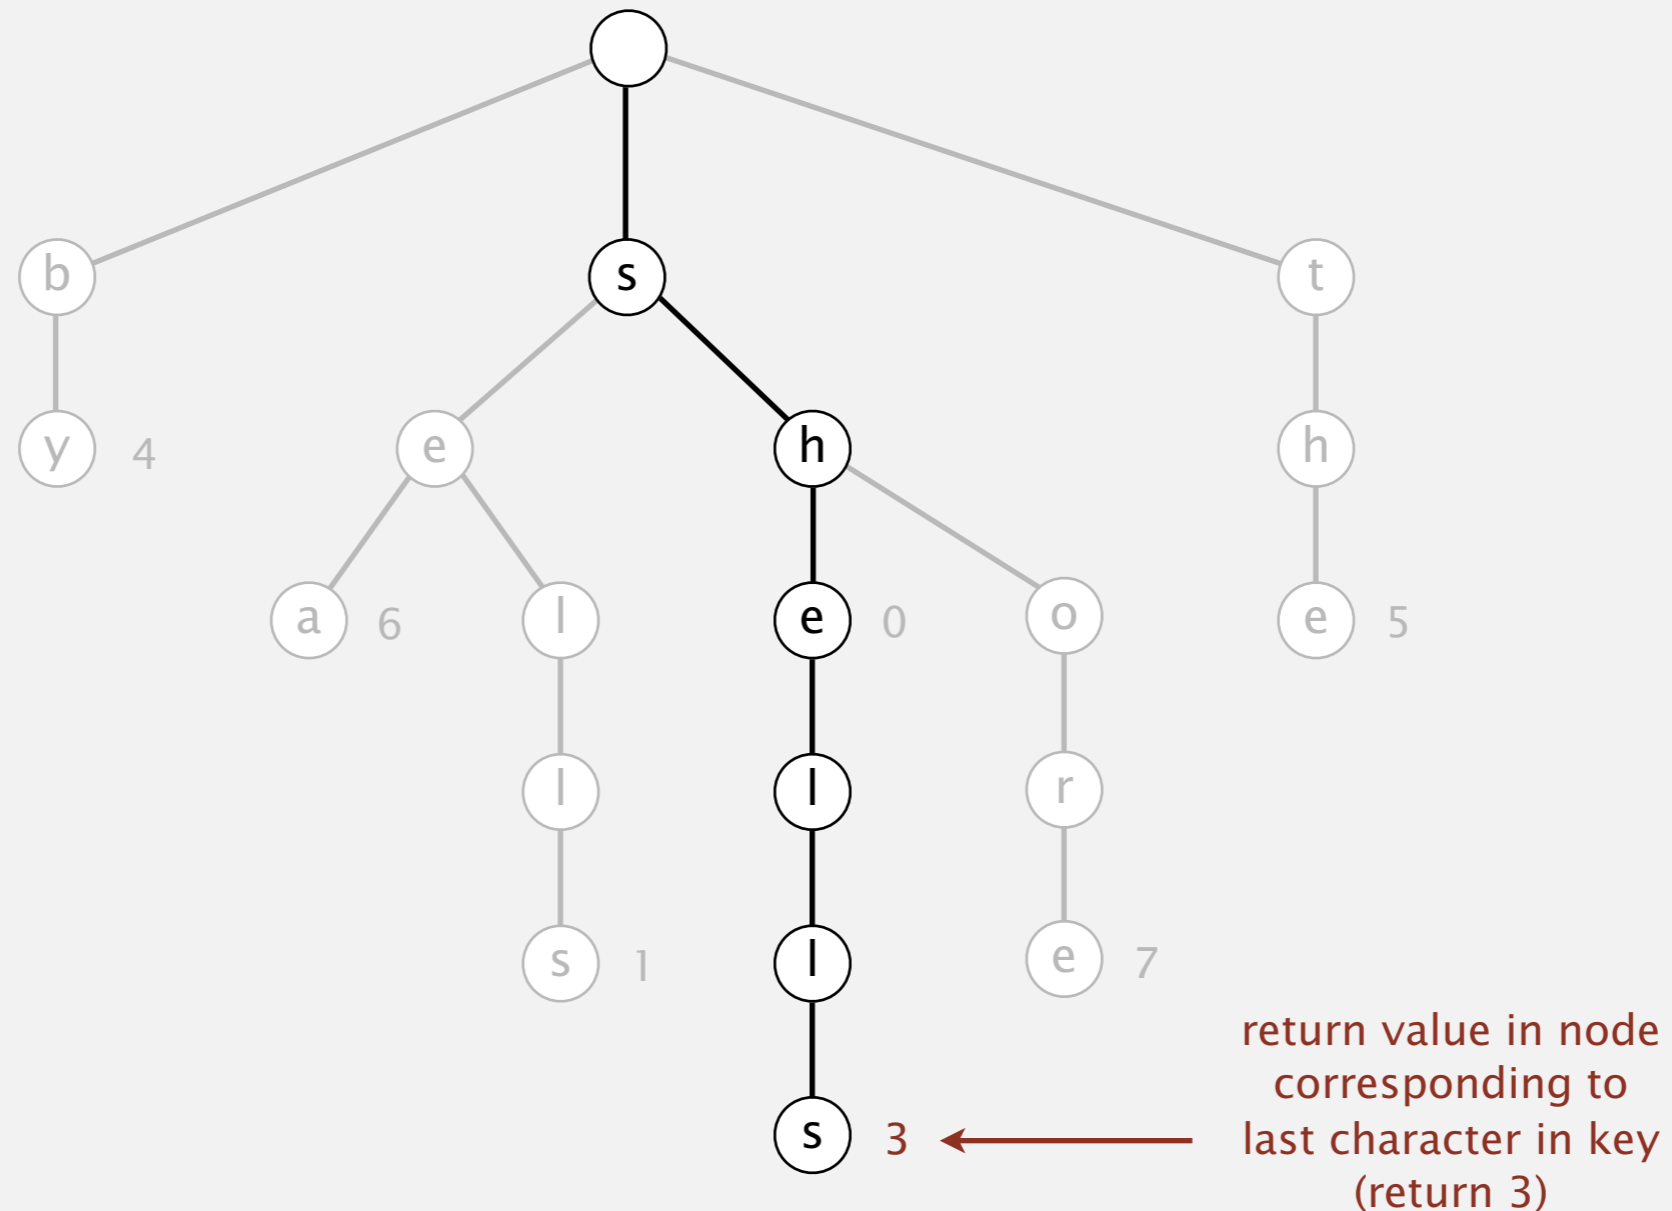 b s t
y 4 e h h
a 6 l e 0 o e 5
l l r
s 1 l e 7
s 3
return value in node
corresponding to
last character in key
(return 3)